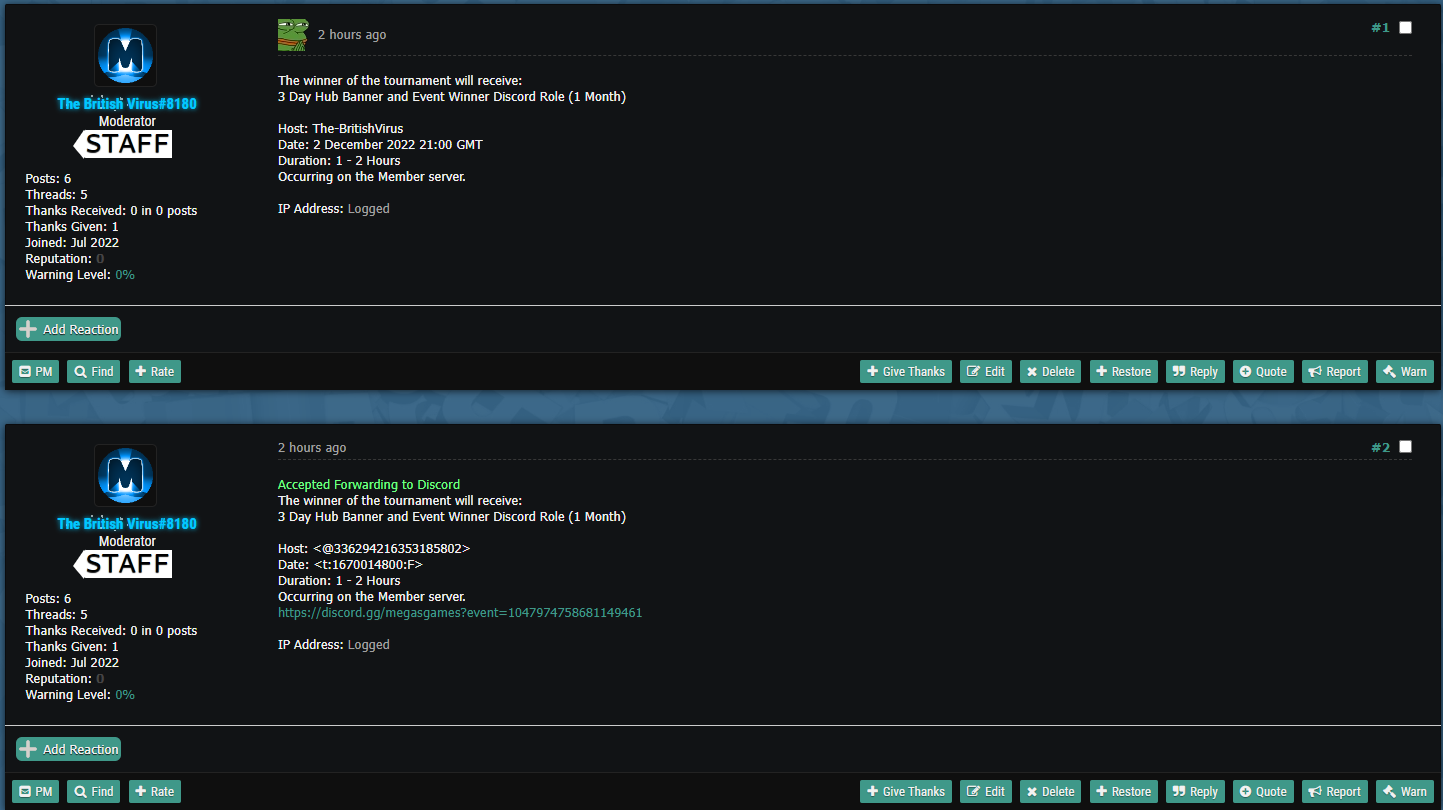 2 hours ago
#1
The British Virus#8180
Moderator
STAFF
Posts: 6
Threads: 5
Thanks Received: 0 in 0 posts
Thanks Given: 1
Joined: Jul 2022
Reputation: 0
Warning Level: 0%
The winner of the tournament will receive:
3 Day Hub Banner and Event Winner Discord Role (1 Month)
Host: The-BritishVirus
Date: 2 December 2022 21:00 GMT
Duration: 1 - 2 Hours
Occurring on the Member server.
IP Address: Logged
Add Reaction
PM Find Rate Give Thanks Edit Delete Restore Reply Quote Report Warn
2 hours ago
#2
The British Virus#8180
Moderator
STAFF
Posts: 6
Threads: 5
Thanks Received: 0 in 0 posts
Thanks Given: 1
Joined: Jul 2022
Reputation: 0
Warning Level: 0%
Accepted Forwarding to Discord
The winner of the tournament will receive:
3 Day Hub Banner and Event Winner Discord Role (1 Month)
Host: <@336294216353185802>
Date: <t:1670014800:F>
Duration: 1 - 2 Hours
Occurring on the Member server.
https://discord.gg/megasgames?event=1047974758681149461
IP Address: Logged
Add Reaction
PM Find Rate Give Thanks Edit Delete Restore Reply Quote Report Warn